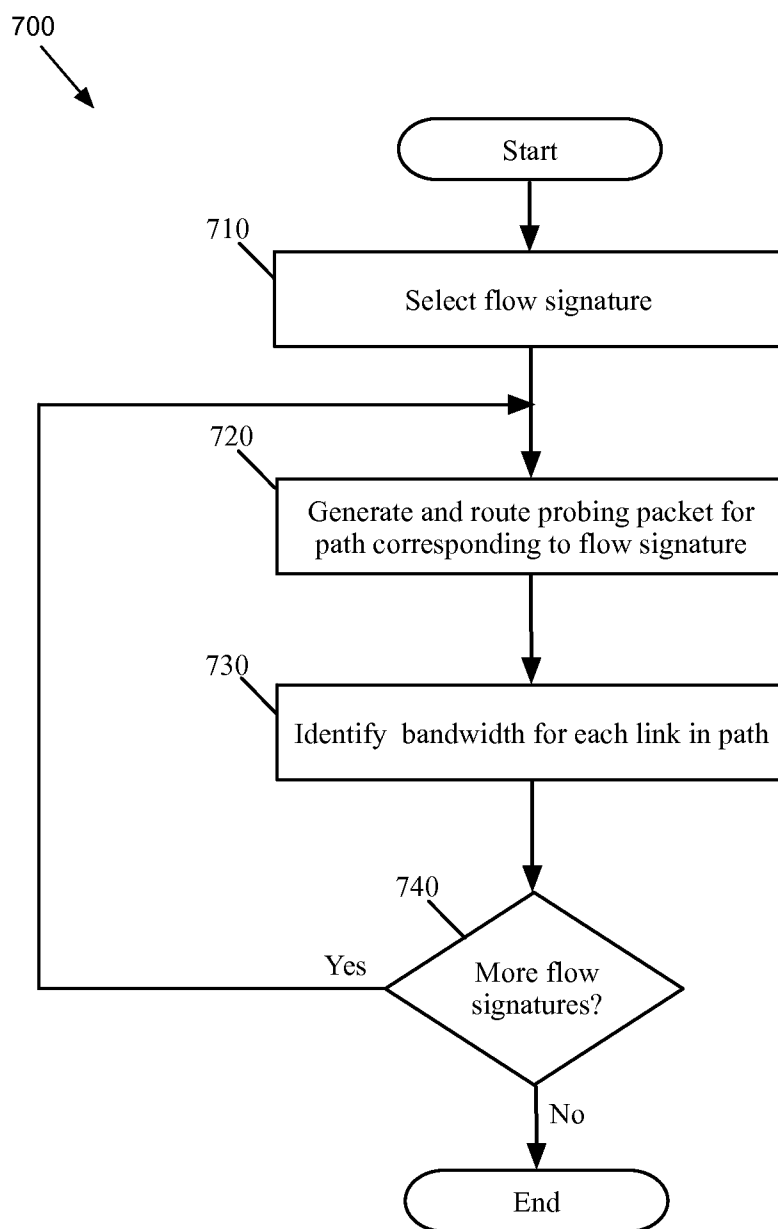 700
Start
710
Select flow signature
720
Generate and route probing packet for
path corresponding to flow signature
730
Identify bandwidth for each link in path
740
Yes
More flow
signatures?
No
End